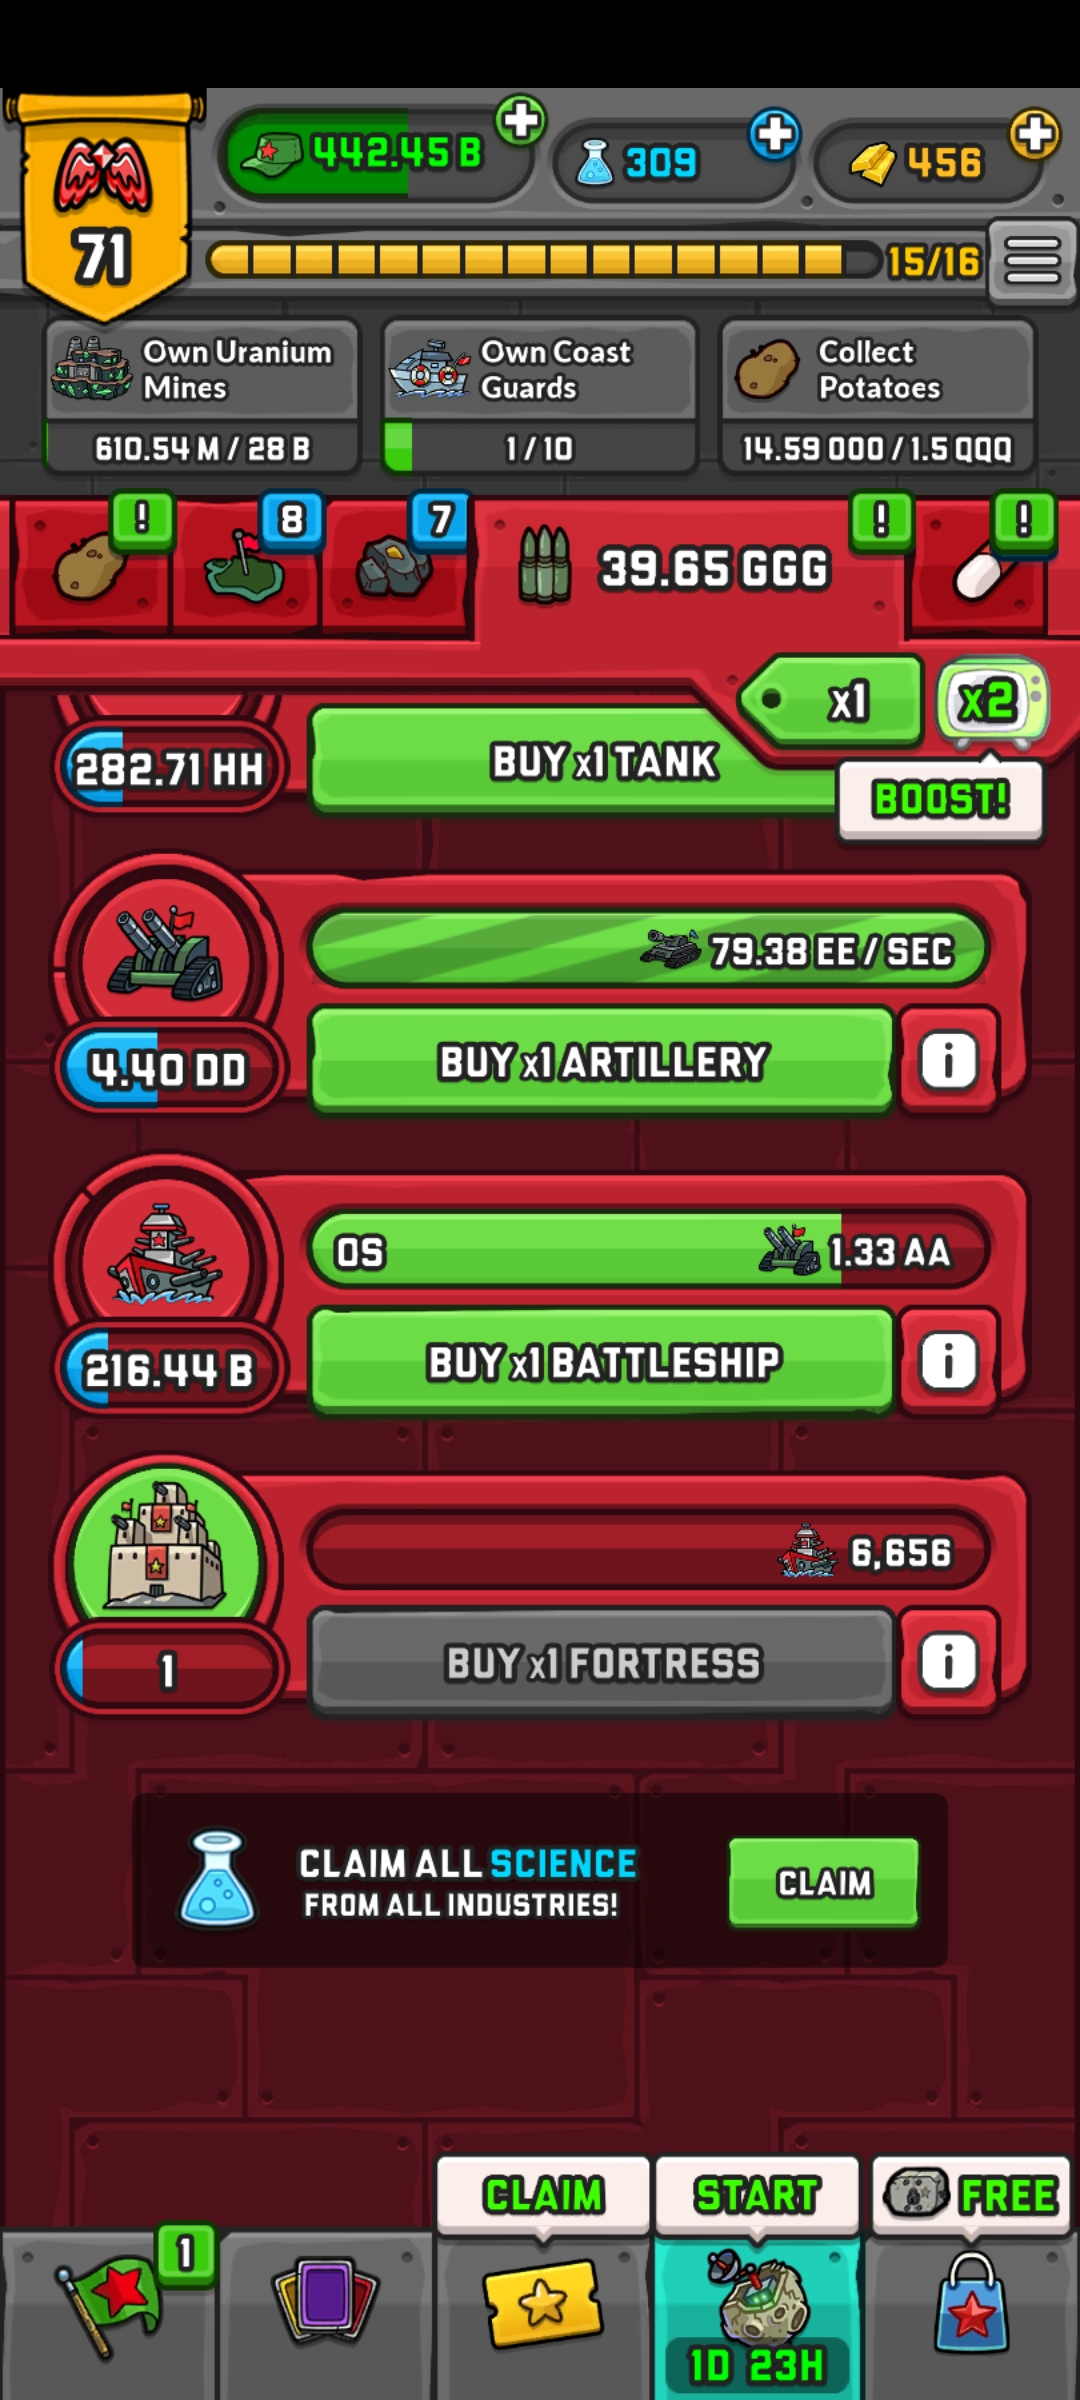 442.45 B
309
456
71
15/16
Own Uranium
Mines
610.54 M / 28 B
Own Coast
Guards
1 / 10
Collect
Potatoes
14.59 OOO / 1.5 QQQ
!
8
7
39.65 GGG
!
!
x1
x2
BOOST!
282.71 HH
BUY x1 TANK
79.38 EE / SEC
4.40 DD
BUY x1 ARTILLERY
i
0S
1.33 AA
216.44 B
BUY x1 BATTLESHIP
i
6,656
1
BUY x1 FORTRESS
i
CLAIM ALL SCIENCE
FROM ALL INDUSTRIES!
CLAIM
CLAIM
START
FREE
1
1D 23H